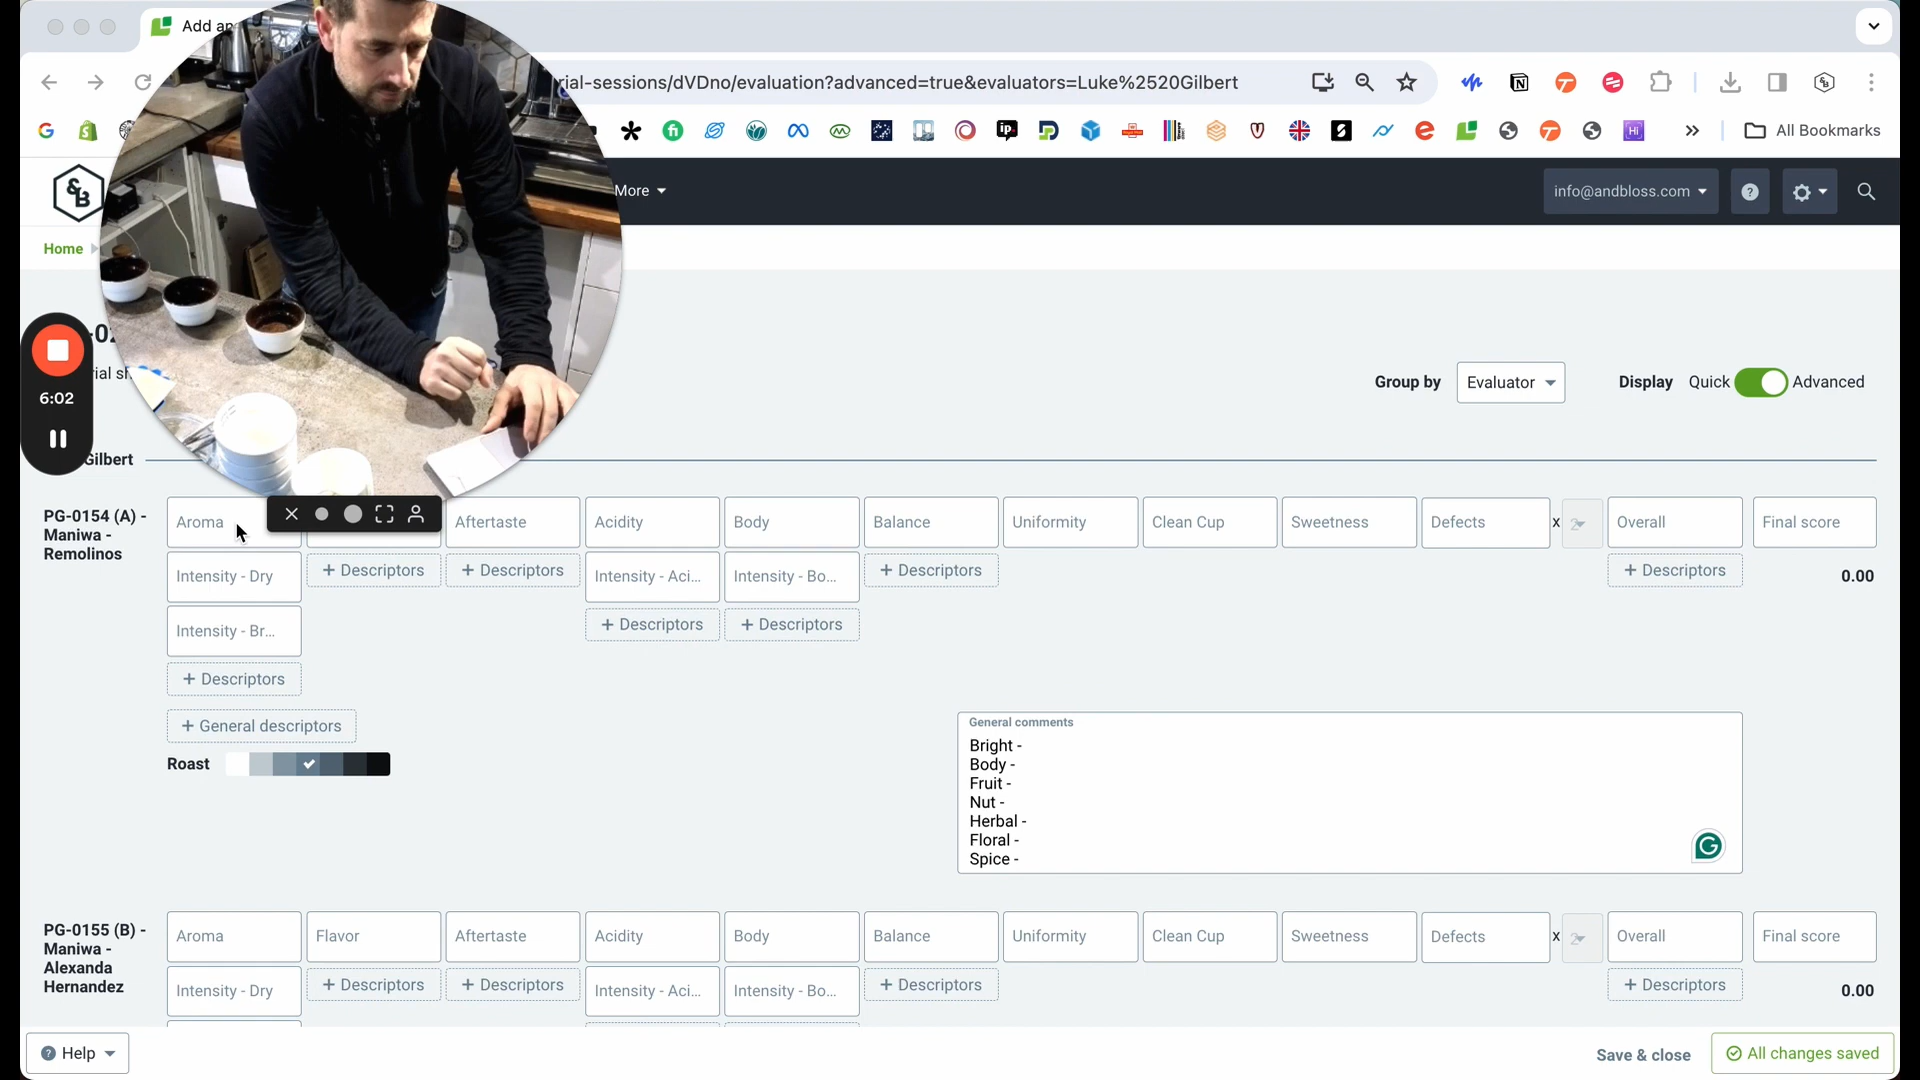 Add an
ial-sessions/dVDno/evaluation?advanced=true&evaluators=Luke%2520Gilbert
All Bookmarks
&B
More
info@andbloss.com
Home
6:02
Group by
Evaluator
Display
Quick
Advanced
Gilbert
PG-0154 (A) -
Maniwa -
Remolinos
Aroma
Aftertaste
Acidity
Body
Balance
Uniformity
Clean Cup
Sweetness
Defects
x
2
Overall
Final score
Intensity - Dry
+ Descriptors
+ Descriptors
Intensity - Aci...
Intensity - Bo...
+ Descriptors
+ Descriptors
0.00
Intensity - Br...
+ Descriptors
+ Descriptors
+ Descriptors
+ General descriptors
Roast
General comments
Bright -
Body -
Fruit -
Nut -
Herbal -
Floral -
Spice -
PG-0155 (B) -
Maniwa -
Alexanda
Hernandez
Aroma
Flavor
Aftertaste
Acidity
Body
Balance
Uniformity
Clean Cup
Sweetness
Defects
x
2
Overall
Final score
Intensity - Dry
+ Descriptors
+ Descriptors
Intensity - Aci...
Intensity - Bo...
+ Descriptors
+ Descriptors
0.00
Help
Save & close
All changes saved